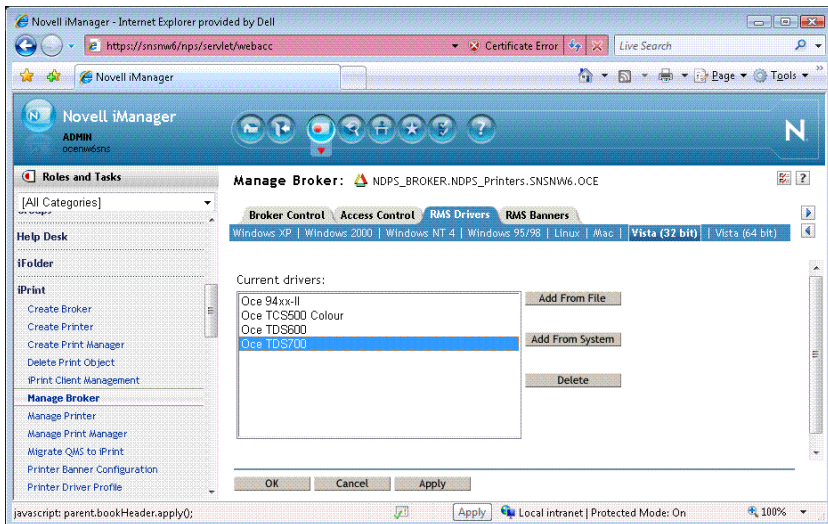 Novell iManager - Internet Explorer provided by Dell
https://snsnw6/nps/servlet/webacc
Certificate Error
Live Search
Novell iManager
Page
Tools
Novell iManager
ADMIN
ocenw6sns
N
Roles and Tasks
[All Categories]
Help Desk
iFolder
iPrint
Create Broker
Create Printer
Create Print Manager
Delete Print Object
iPrint Client Management
Manage Broker
Manage Printer
Manage Print Manager
Migrate QMS to iPrint
Printer Banner Configuration
Printer Driver Profile
Manage Broker: NDPS_BROKER.NDPS_Printers.SNSNW6.OCE
Broker Control Access Control RMS Drivers RMS Banners
Windows XP | Windows 2000 | Windows NT 4 | Windows 95/98 | Linux | Mac | Vista (32 bit) | Vista (64 bit)
Current drivers:
Oce 94xx-II
Oce TCS500 Colour
Oce TDS600
Oce TDS700
Add From File
Add From System
Delete
OK Cancel Apply
javascript: parent.bookHeader.apply();
Apply
Local intranet | Protected Mode: On
100%